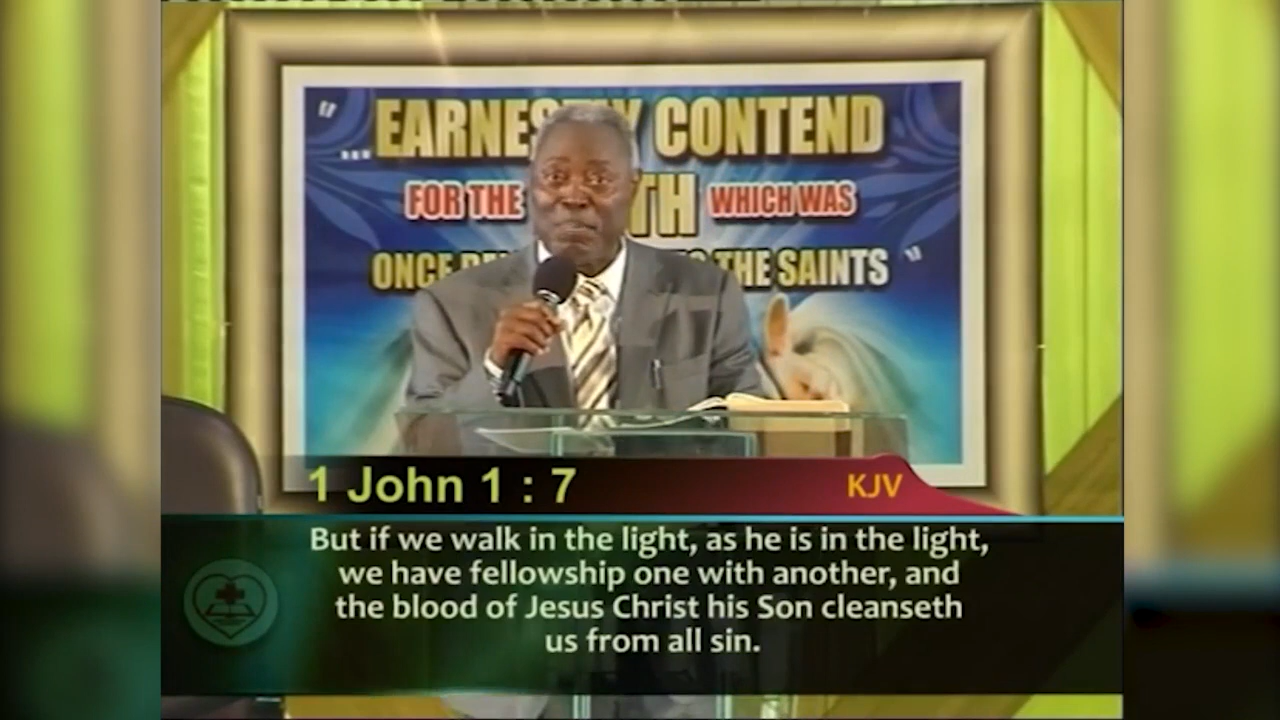 "
...EARNES Y CONTEND
FOR THE TH WHICH WAS
ONCE THE SAINTS "
1 John 1 : 7 KJV
But if we walk in the light, as he is in the light,
we have fellowship one with another, and
the blood of Jesus Christ his Son cleanseth
us from all sin.